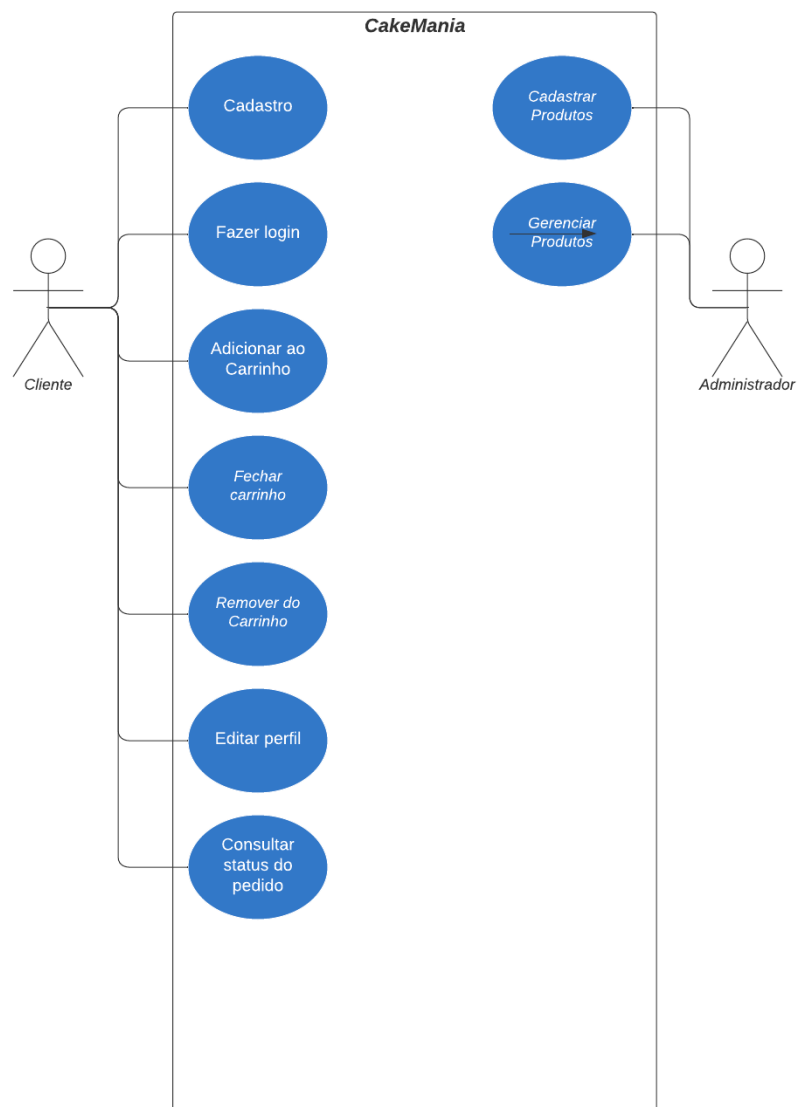 CakeMania
Cadastro
Cadastrar
Produtos
Fazer login
Gerenciar
Produtos
Cliente
Administrador
Adicionar ao
Carrinho
Fechar
carrinho
Remover do
Carrinho
Editar perfil
Consultar
status do
pedido